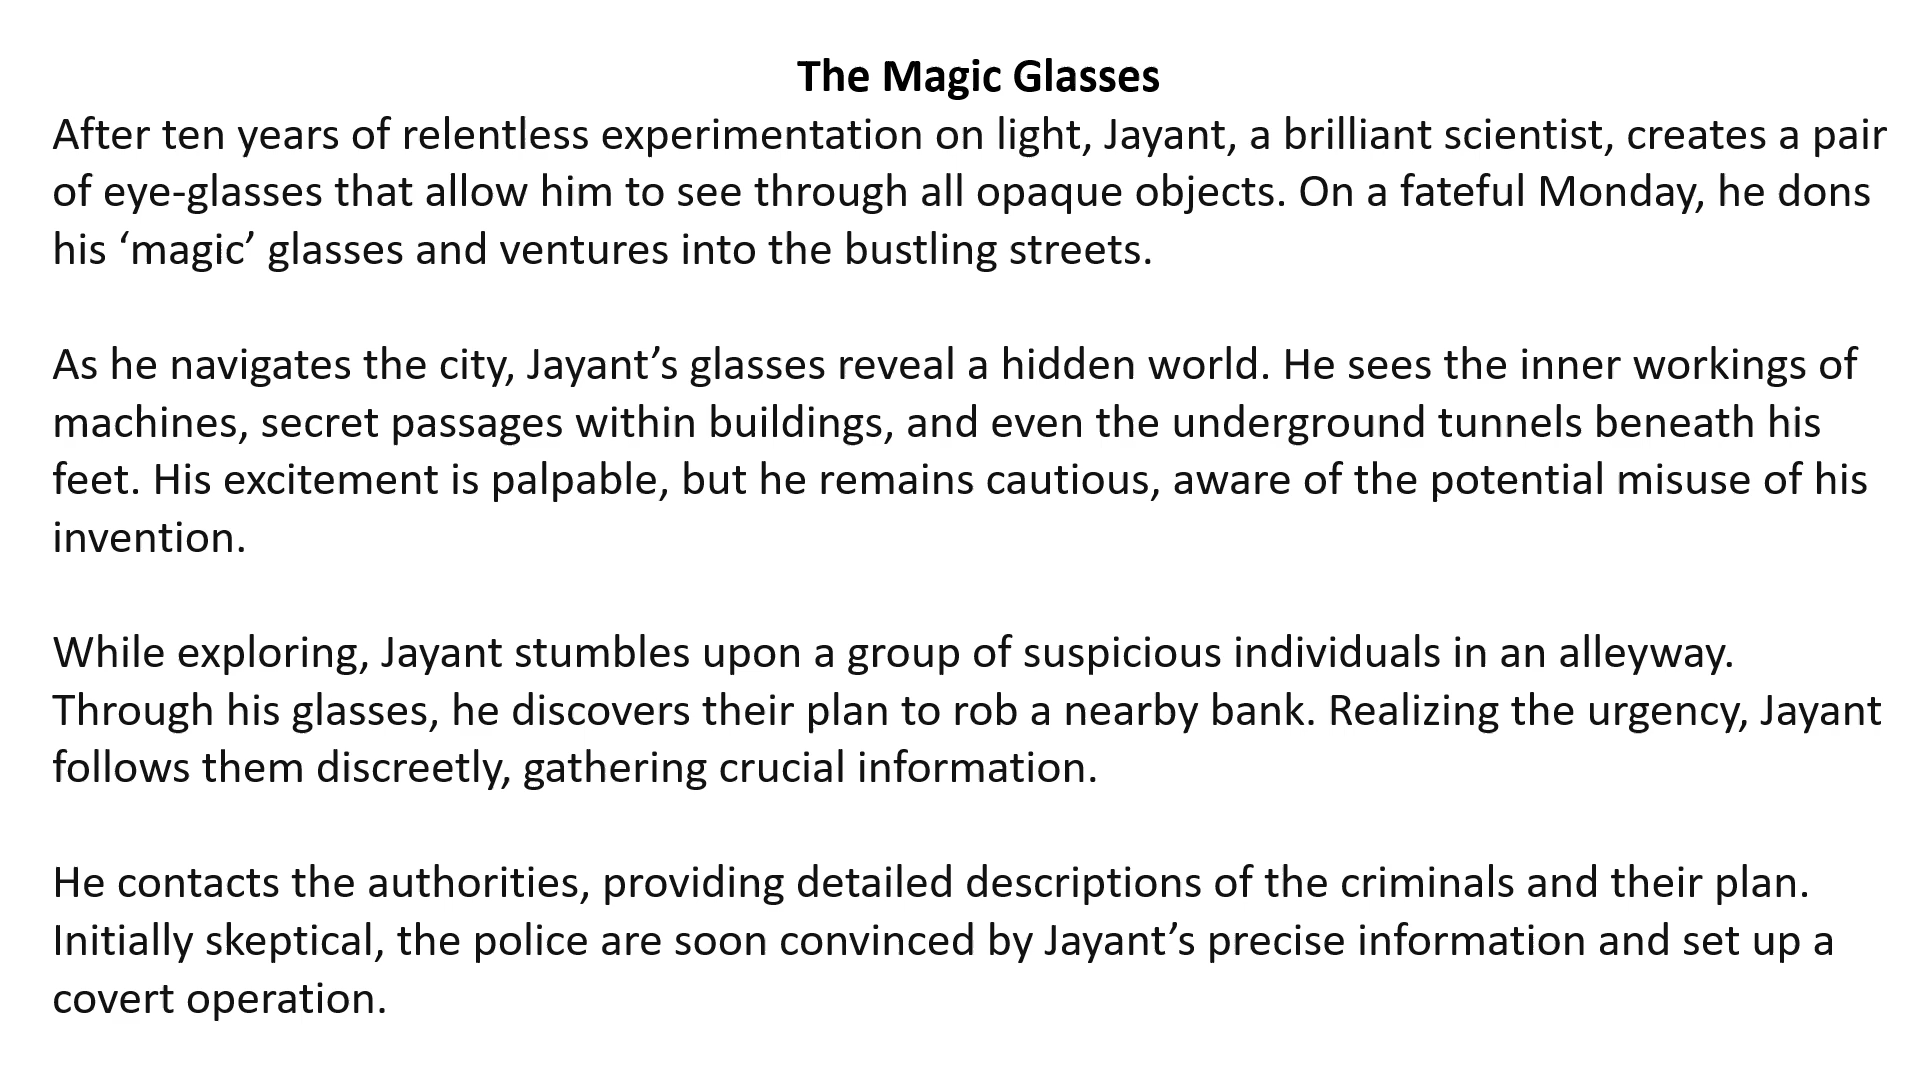 The Magic Glasses
After ten years of relentless experimentation on light, Jayant, a brilliant scientist, creates a pair
of eye-glasses that allow him to see through all opaque objects. On a fateful Monday, he dons
his ‘magic’ glasses and ventures into the bustling streets.
As he navigates the city, Jayant’s glasses reveal a hidden world. He sees the inner workings of
machines, secret passages within buildings, and even the underground tunnels beneath his
feet. His excitement is palpable, but he remains cautious, aware of the potential misuse of his
invention.
While exploring, Jayant stumbles upon a group of suspicious individuals in an alleyway.
Through his glasses, he discovers their plan to rob a nearby bank. Realizing the urgency, Jayant
follows them discreetly, gathering crucial information.
He contacts the authorities, providing detailed descriptions of the criminals and their plan.
Initially skeptical, the police are soon convinced by Jayant’s precise information and set up a
covert operation.